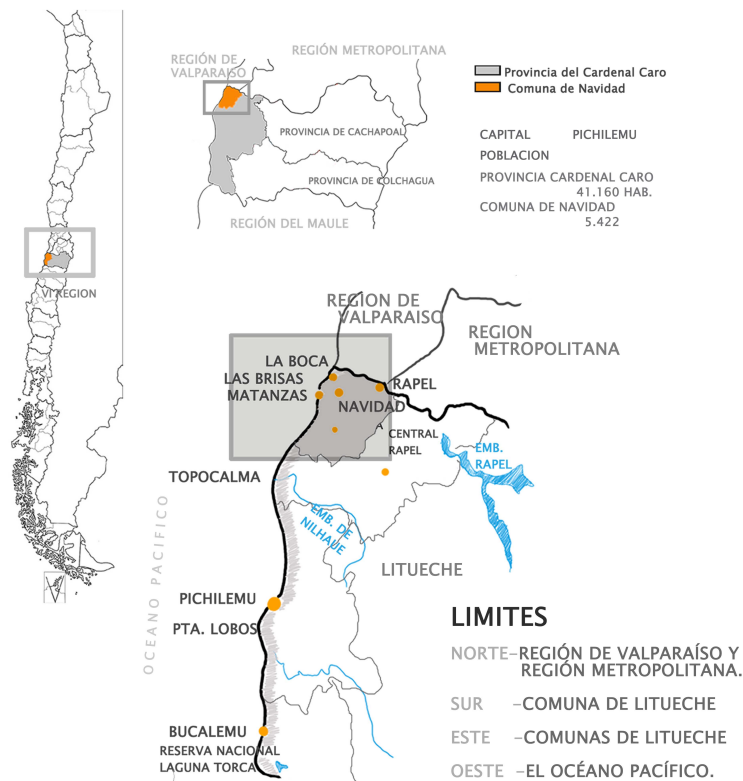 REGIÓN METROPOLITANA
REGIÓN DE
VALPARAISO
PROVINCIA DE CACHAPOAL
PROVINCIA DE COLCHAGUA
REGIÓN DEL MAULE
Provincia del Cardenal Caro
Comuna de Navidad
CAPITAL PICHILEMU
POBLACION
PROVINCIA CARDENAL CARO
41.160 HAB.
COMUNA DE NAVIDAD
5.422
VI REGION
REGION DE
VALPARAISO
REGION
METROPOLITANA
LA BOCA
LAS BRISAS
MATANZAS
RAPEL
NAVIDAD
A
CENTRAL
RAPEL
EMB.
RAPEL
TOPOCALMA
EMB. DE
NILHAUE
OCEANO PACIFICO
LITUECHE
PICHILEMU
PTA. LOBOS
BUCALEMU
RESERVA NACIONAL
LAGUNA TORCA
LIMITES
NORTE-REGIÓN DE VALPARAÍSO Y
REGIÓN METROPOLITANA.
SUR -COMUNA DE LITUECHE
ESTE -COMUNAS DE LITUECHE
OESTE -EL OCÉANO PACÍFICO.